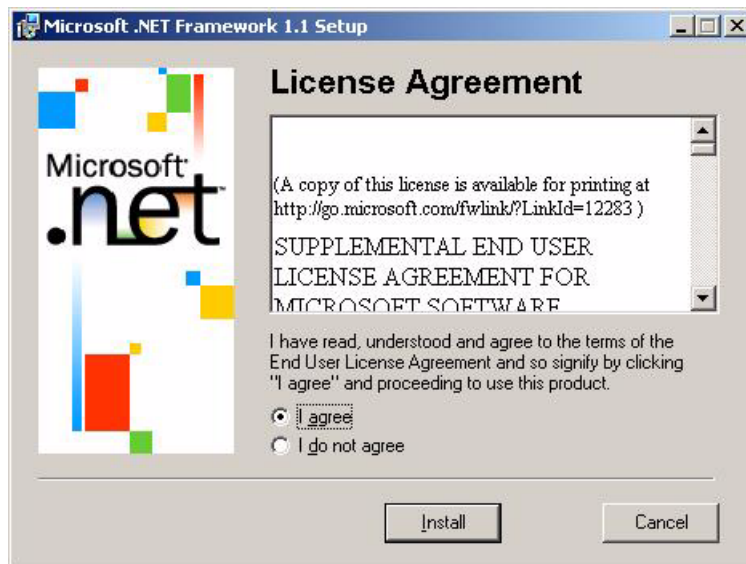 Microsoft .NET Framework 1.1 Setup
License Agreement
Microsoft
.net
(A copy of this license is available for printing at
http://go.microsoft.com/fwlink/?LinkId=12283 )
SUPPLEMENTAL END USER
LICENSE AGREEMENT FOR
MICROSOFT SOFTWARE
I have read, understood and agree to the terms of the
End User License Agreement and so signify by clicking
"I agree" and proceeding to use this product.
I agree
I do not agree
Install
Cancel